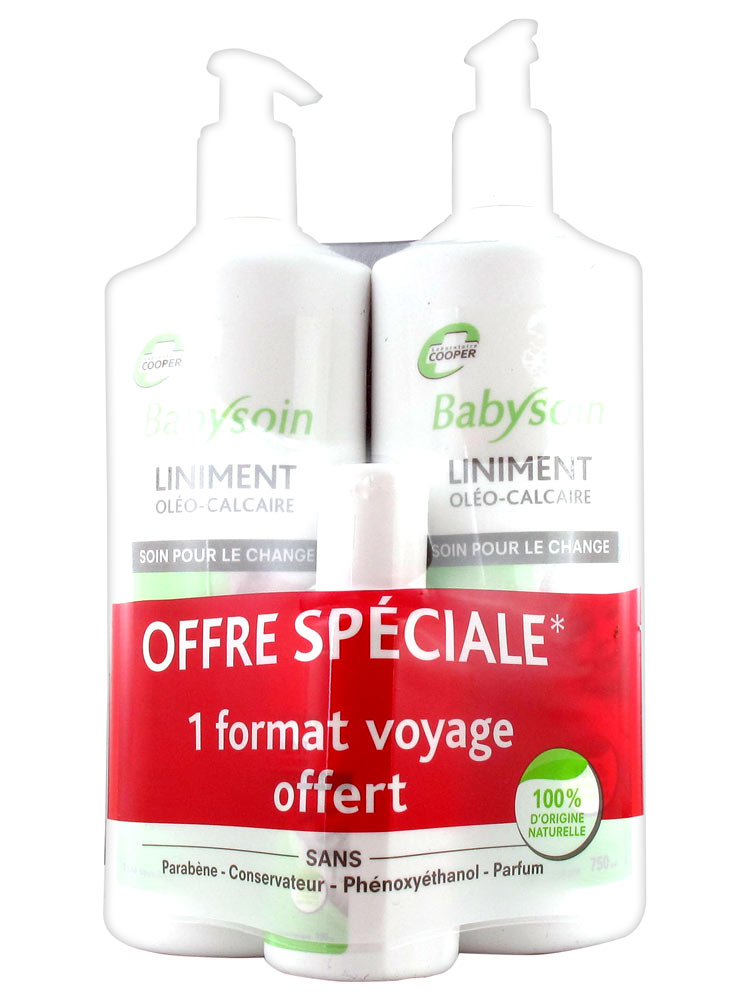 COOPER
Babysoin
LINIMENT
OLÉO-CALCAIRE
SOIN POUR LE CHANGE
Laboratoire
COOPER
Babysoin
LINIMENT
OLÉO-CALCAIRE
SOIN POUR LE CHANGE
OFFRE SPÉCIALE*
1 format voyage
offert
100%
D'ORIGINE
NATURELLE
SANS
Parabène - Conservateur - Phénoxyéthanol - Parfum
750